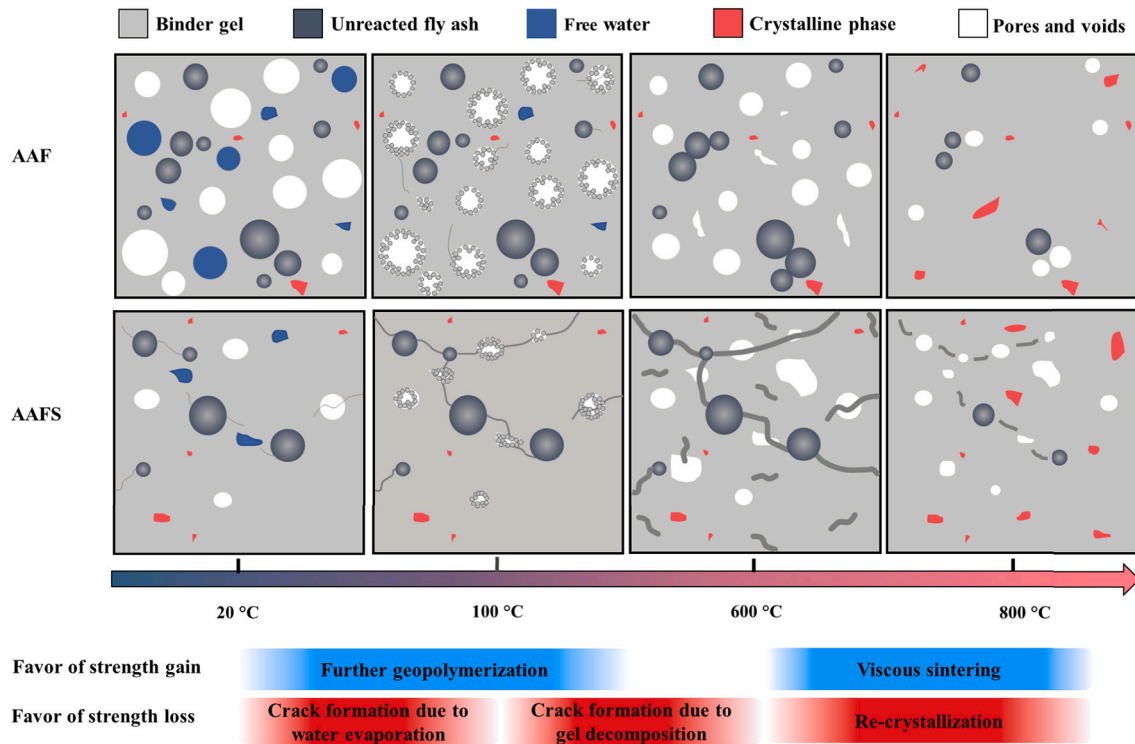 Binder gel
Unreacted fly ash
Free water
Crystalline phase
Pores and voids
AAF
AAFS
20 °C
100 °C
600 °C
800 °C
Favor of strength gain
Further geopolymerization
Viscous sintering
Favor of strength loss
Crack formation due to
water evaporation
Crack formation due to
gel decomposition
Re-crystallization